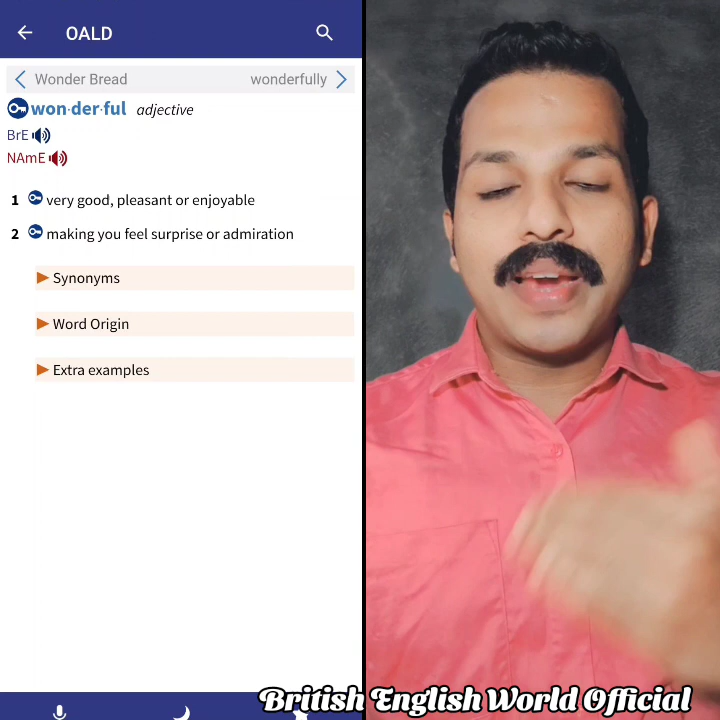 OALD
Wonder Bread wonderfully
won·der·ful adjective
BrE
NAmE
1 very good, pleasant or enjoyable
2 making you feel surprise or admiration
Synonyms
Word Origin
Extra examples
British English World Official